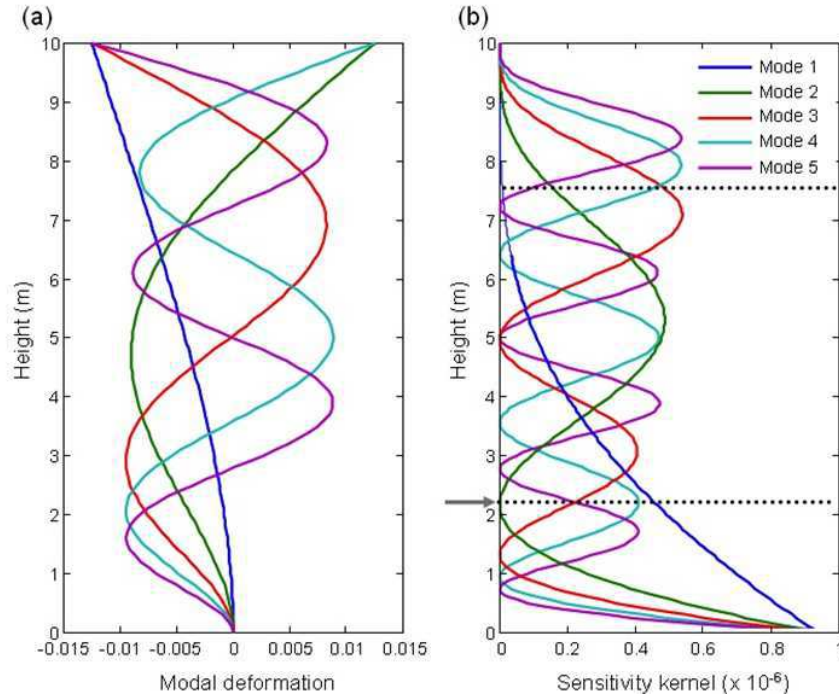 (a)
(b)
10
9
8
7
6
5
4
3
2
1
0
Height (m)
-0.015 -0.01 -0.005 0 0.005 0.01 0.015
Modal deformation
10
9
8
7
6
5
4
3
2
1
0
Height (m)
Mode 1
Mode 2
Mode 3
Mode 4
Mode 5
0 0.2 0.4 0.6 0.8 1
Sensitivity kernel (x 10-6)